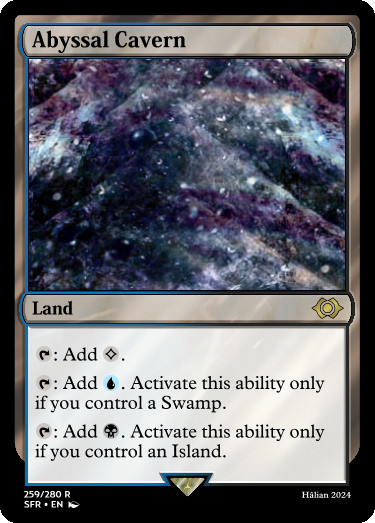 Abyssal Cavern
Land
: Add .
: Add . Activate this ability only
if you control a Swamp.
: Add . Activate this ability only
if you control an Island.
259/280 R
SFR • EN
Hālian 2024